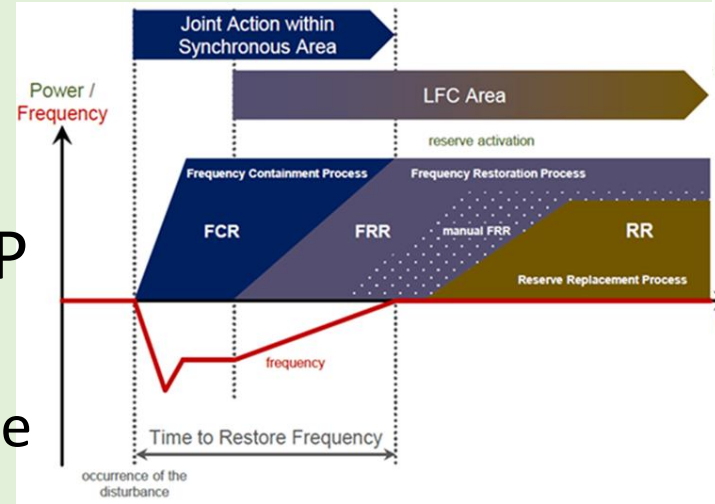 Joint Action within
Synchronous Area
Power /
Frequency
LFC Area
reserve activation
Frequency Containment Process
Frequency Restoration Process
P
FCR
FRR
manual FRR
RR
Reserve Replacement Process
frequency
e
Time to Restore Frequency
occurrence of the
disturbance